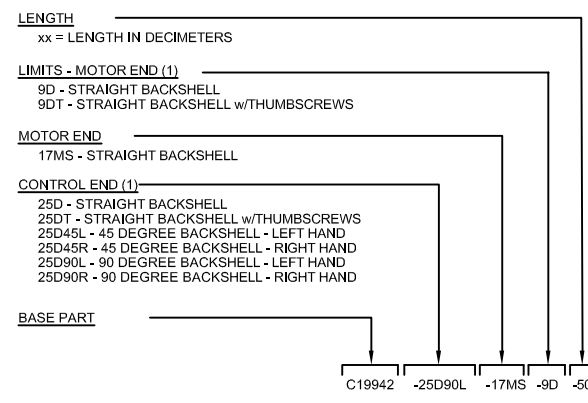 LENGTH
xx = LENGTH IN DECIMETERS
LIMITS - MOTOR END (1)
9D - STRAIGHT BACKSHELL
9DT - STRAIGHT BACKSHELL w/THUMBSCREWS
MOTOR END
17MS - STRAIGHT BACKSHELL
CONTROL END (1)
25D - STRAIGHT BACKSHELL
25DT - STRAIGHT BACKSHELL w/THUMBSCREWS
25D45L - 45 DEGREE BACKSHELL - LEFT HAND
25D45R - 45 DEGREE BACKSHELL - RIGHT HAND
25D90L - 90 DEGREE BACKSHELL - LEFT HAND
25D90R - 90 DEGREE BACKSHELL - RIGHT HAND
BASE PART
C19942 -25D90L -17MS -9D